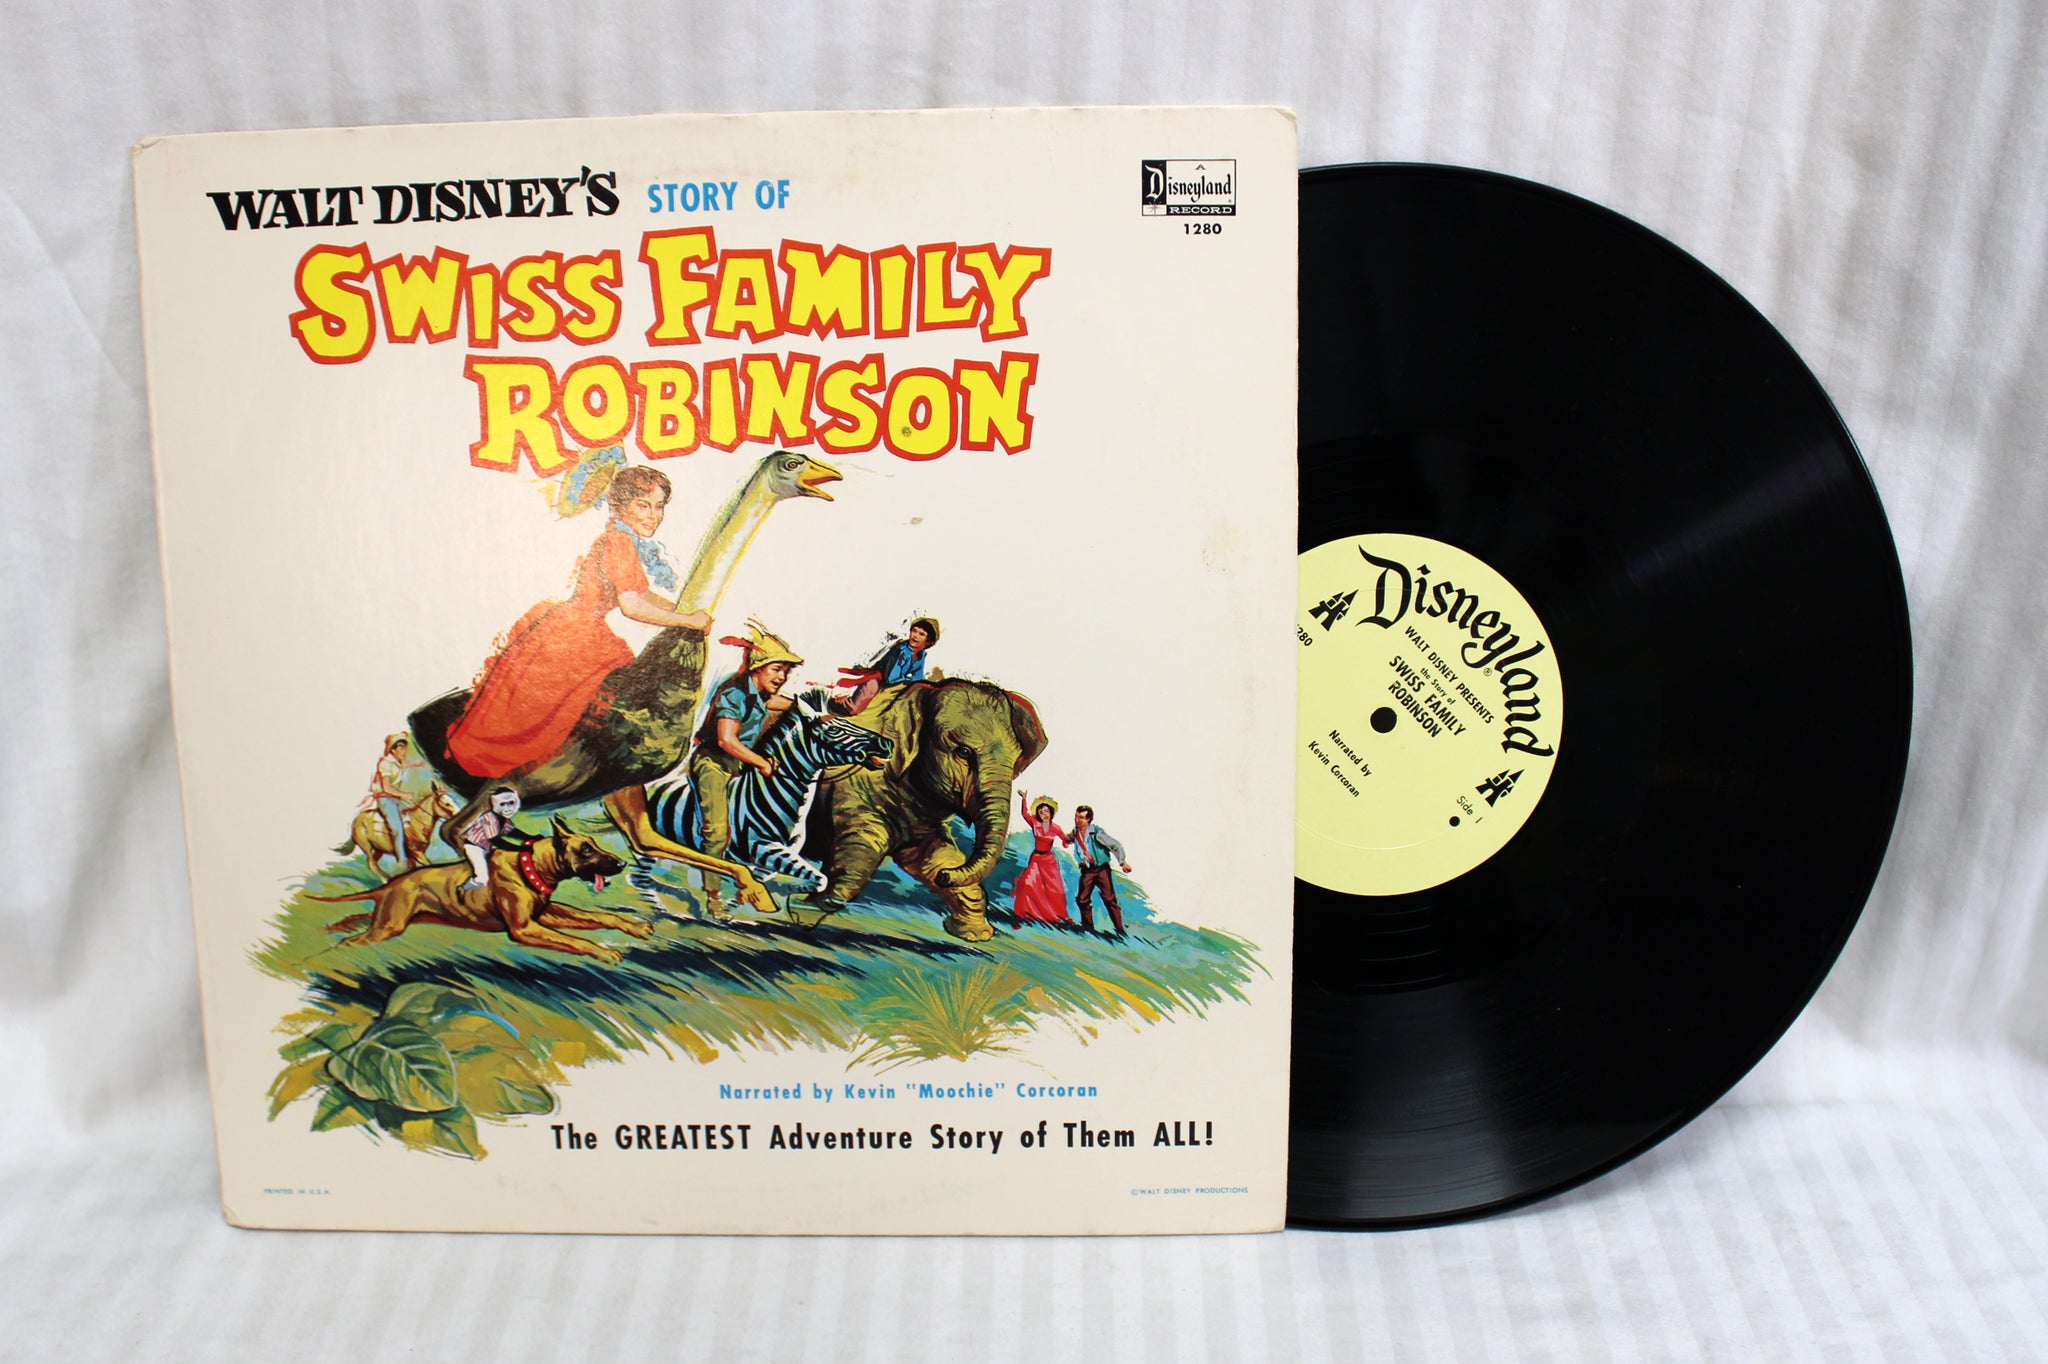 WALT DISNEY'S STORY OF
SWISS FAMILY
ROBINSON
A
Disneyland
RECORD
1280
Narrated by Kevin "Moochie" Corcoran
The GREATEST Adventure Story of Them ALL!
PRINTED IN U.S.A.
©WALT DISNEY PRODUCTIONS
Disneyland®
WALT DISNEY PRESENTS
the Story of
SWISS FAMILY
ROBINSON
Narrated by
Kevin Corcoran
Side 1